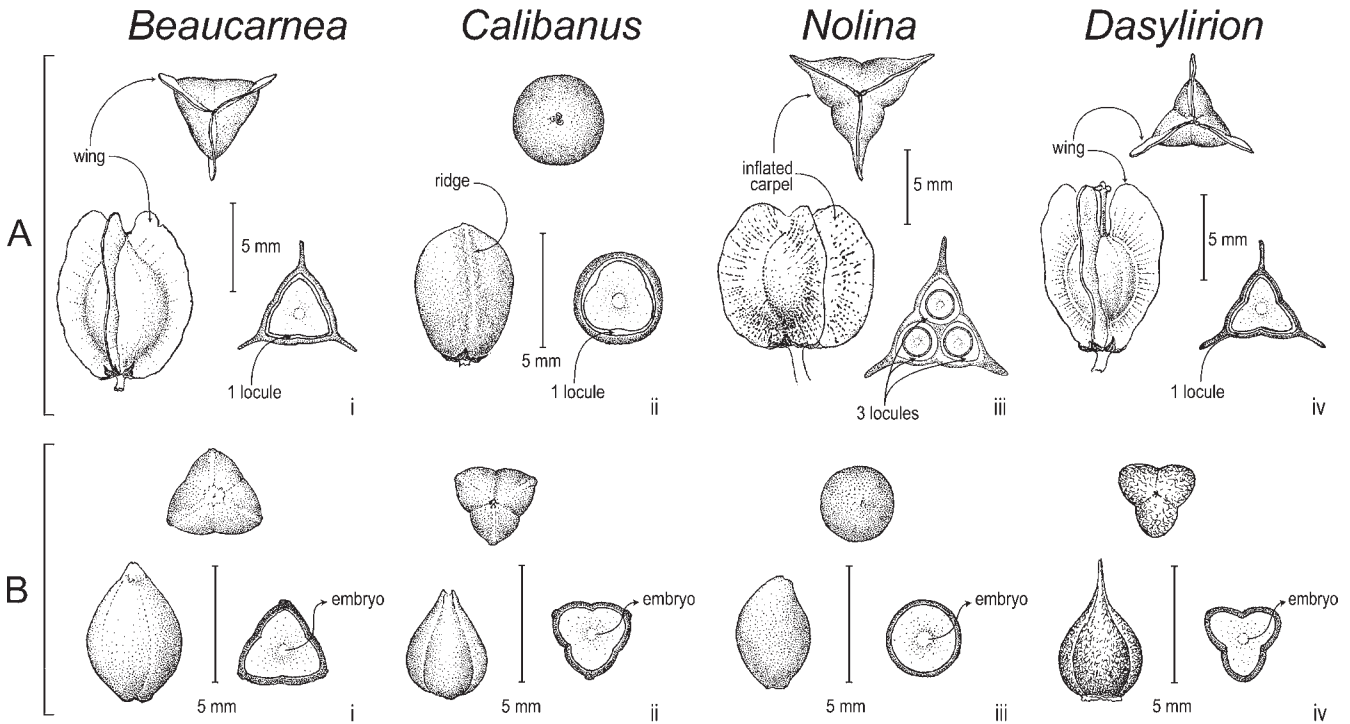 Beaucarnea
Calibanus
Nolina
Dasylirion
A
wing
5 mm
1 locule
i
ridge
5 mm
1 locule
ii
inflated
carpel
5 mm
3 locules
iii
wing
5 mm
1 locule
iv
B
embryo
5 mm
i
embryo
5 mm
ii
embryo
5 mm
iii
embryo
5 mm
iv